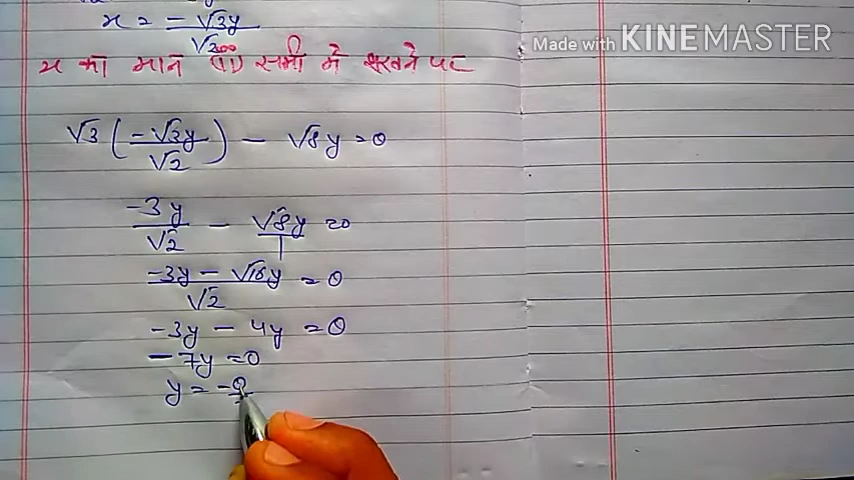 x = -√3y/√2
Made with KINEMASTER
x का मान (ii) समी में रखने पर
√3 (-√3y/√2) - √8y = 0
-3y/√2 - √8y/1 = 0
-3y - √16y/√2 = 0
-3y - 4y = 0
-7y = 0
y = -0